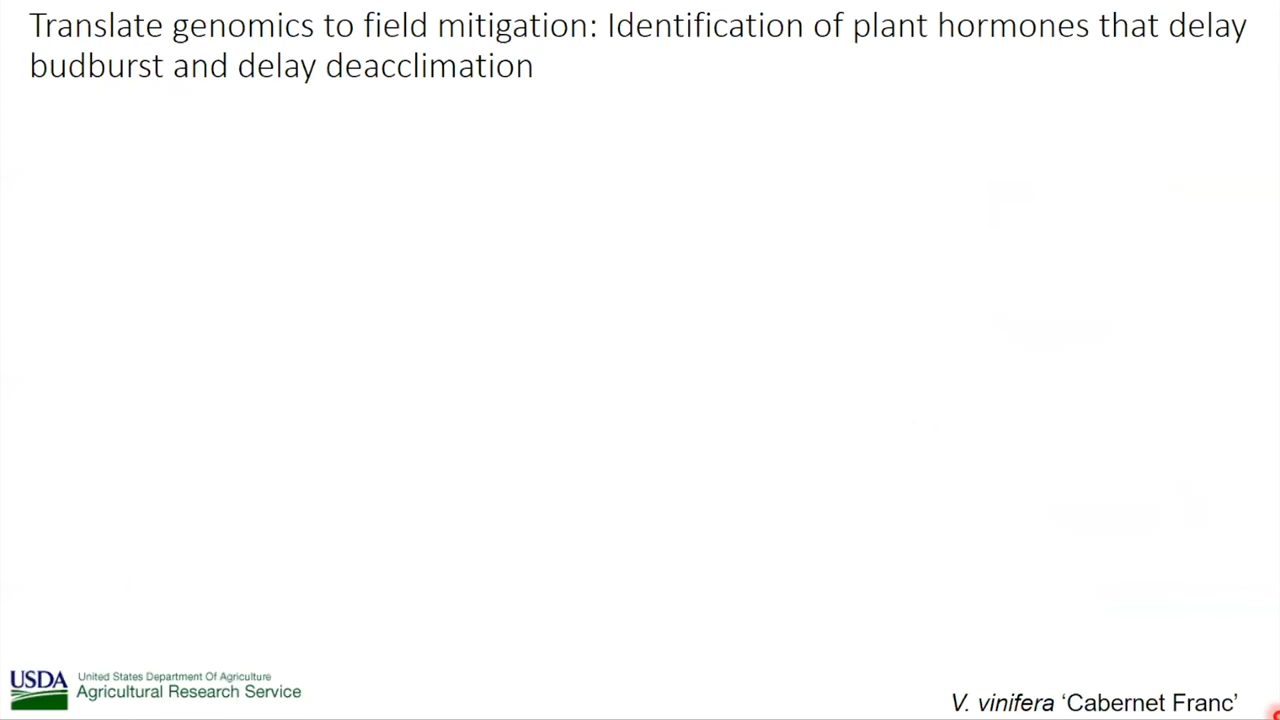 Translate genomics to field mitigation: Identification of plant hormones that delay
budburst and delay deacclimation
USDA
United States Department Of Agriculture
Agricultural Research Service
V. vinifera ‘Cabernet Franc’